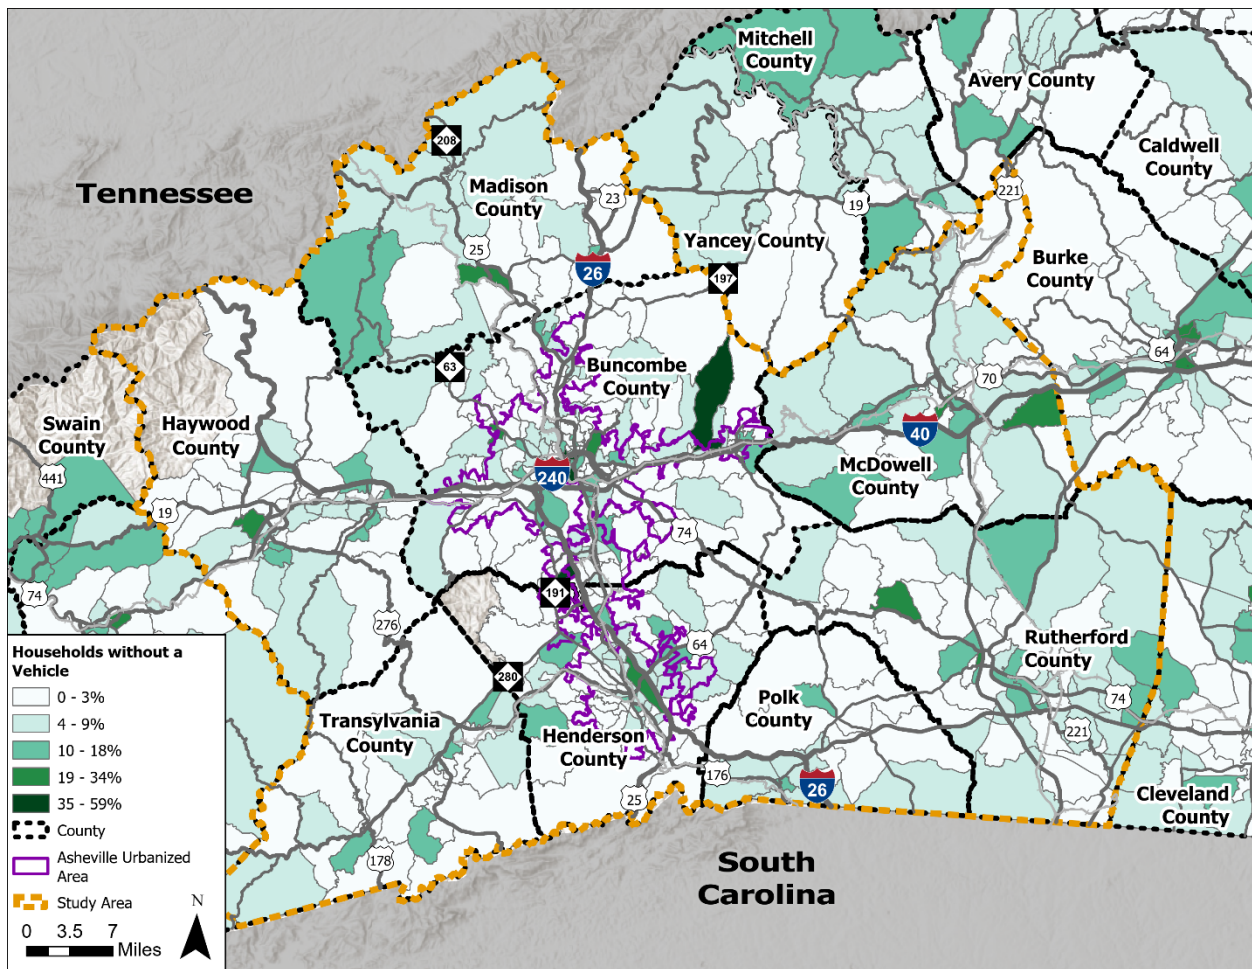 Mitchell
County
Avery County
Caldwell
County
208
Tennessee
Madison
County
23
221
19
25
Yancey County
26
197
Burke
County
63
Buncombe
County
64
70
Swain
County
Haywood
County
40
441
240
McDowell
County
19
74
74
191
276
64
Rutherford
County
280
Polk
County
74
Transylvania
County
Henderson
County
221
176
26
25
Cleveland
County
178
South
Carolina
Households without a
Vehicle
0 - 3%
4 - 9%
10 - 18%
19 - 34%
35 - 59%
County
Asheville Urbanized
Area
Study Area
N
0 3.5 7
Miles